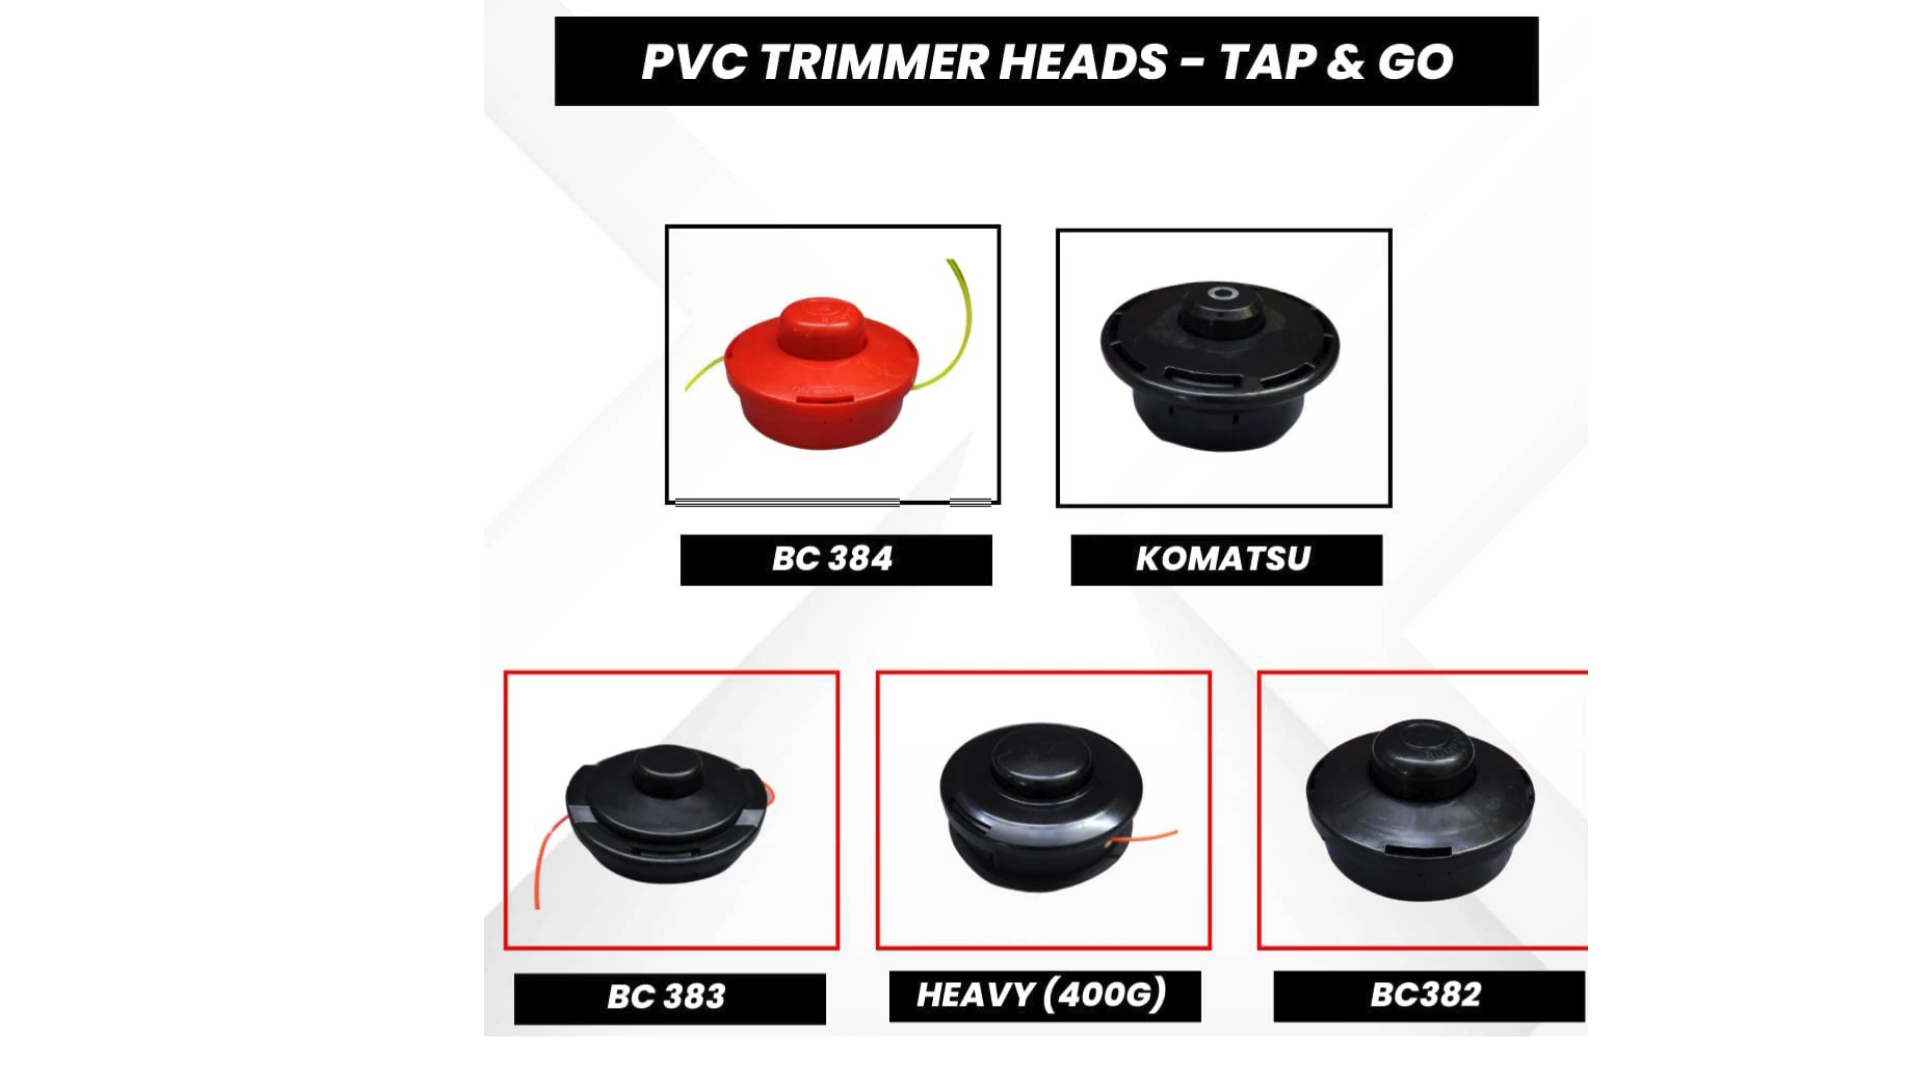 PVC TRIMMER HEADS - TAP & GO
BC 384
KOMATSU
BC 383
HEAVY (400G)
BC382